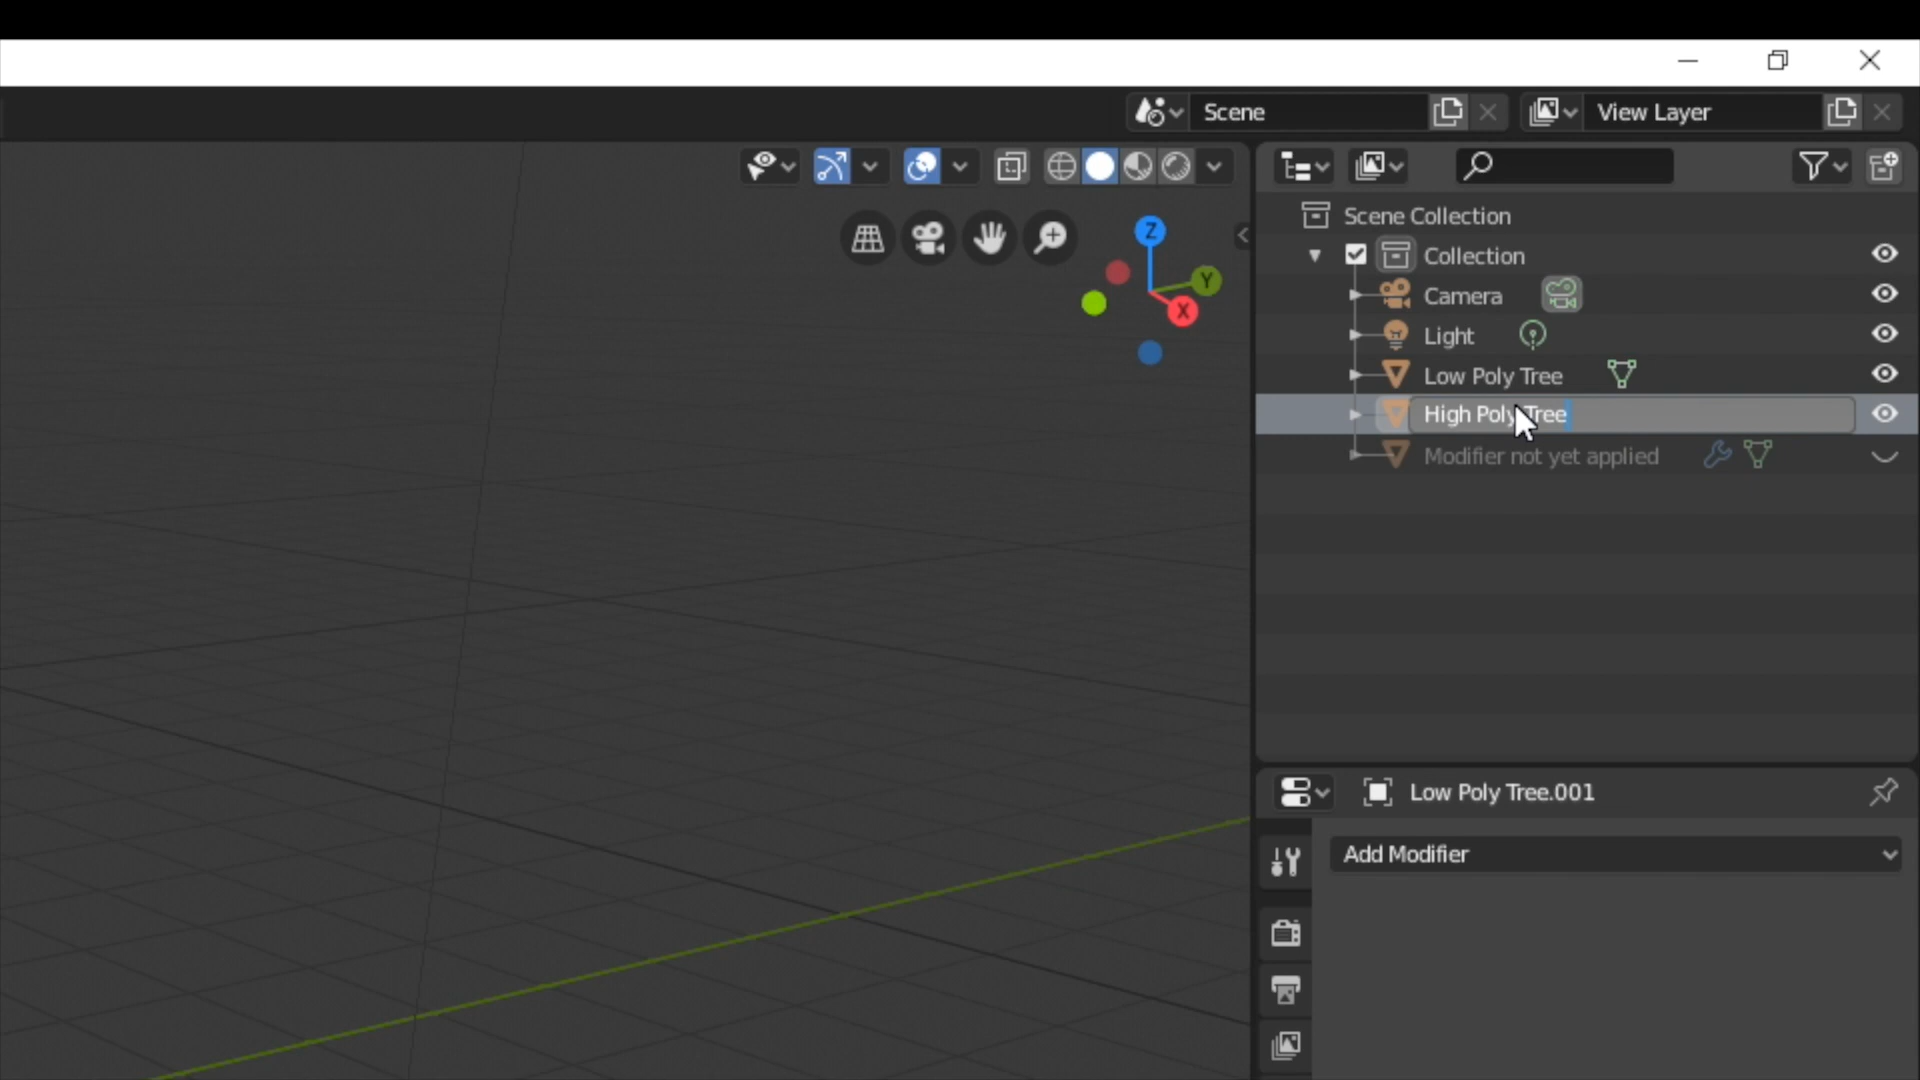 Scene
View Layer
Scene Collection
Z
Collection
Y
Camera
X
Light
Low Poly Tree
High Poly Tree
Modifier not yet applied
Low Poly Tree.001
Add Modifier